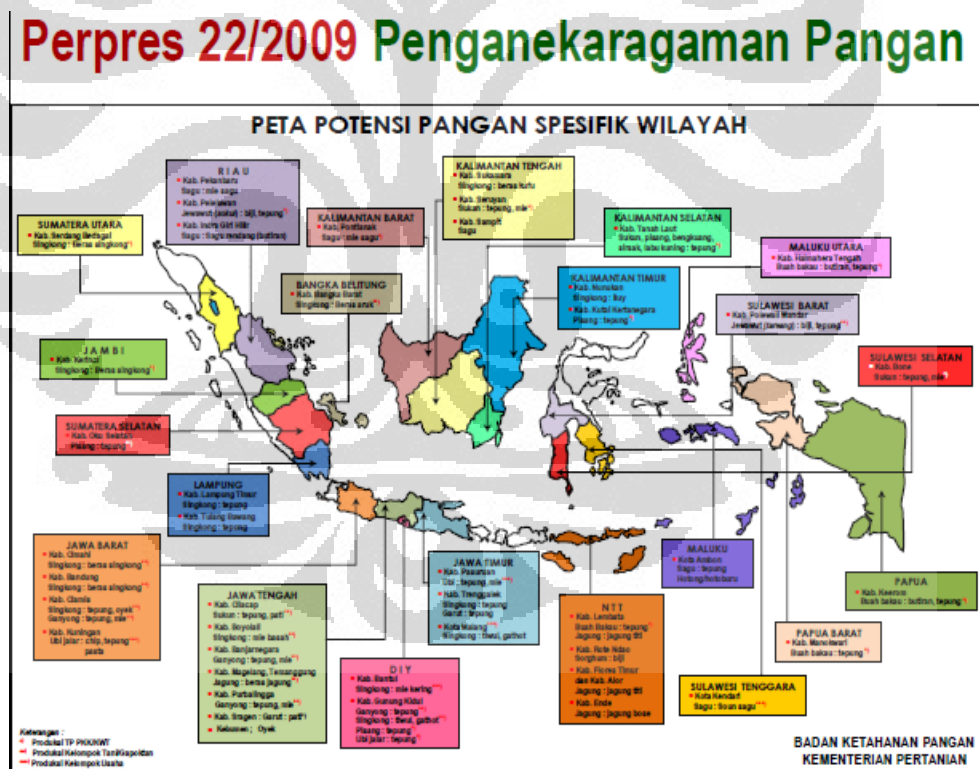 Perpres 22/2009 Penganekaragaman Pangan
PETA POTENSI PANGAN SPESIFIK WILAYAH
RIAU
Kab. Pekanbaru
Sagu : mie sagu
Kab. Pelalawan
biji, tepung
Kab. Indra Giri Hilir
Sagu : Sagu rendang (butiran)
KALIMANTAN TENGAH
Kab. Sukamara
Singkong : beras
Kab. Seruyan
Sukun : tepung, mie
Kab. Sampit
Sagu
SUMATERA UTARA
Kab. Serdang Bedagai
Singkong : Beras singkong
KALIMANTAN BARAT
Kab. Pontianak
Sagu : mie sagu
KALIMANTAN SELATAN
Kab. Tanah Laut
Sukun, pisang, bengkuang,
labu kuning : tepung
MALUKU UTARA
Kab. Halmahera Tengah
Buah bakau : butiran, tepung
BANGKA BELITUNG
Kab. Bangka Barat
Singkong : Beras aruk
KALIMANTAN TIMUR
Kab. Nunukan
Singkong : Iluy
Kab. Kutai Kertanegara
Pisang : tepung
SULAWESI BARAT
Kab. Polewali Mandar
biji, tepung
JAMBI
Kab. Kerinci
Singkong : Beras singkong
SULAWESI SELATAN
Kab. Bone
Sukun : tepung, mie
SUMATERA SELATAN
Kab. Oku Selatan
Pisang : tepung
LAMPUNG
Kab. Lampung Timur
Singkong : tepung
Kab. Tulang Bawang
Singkong : tepung
JAWA BARAT
Kab. Cimahi
Singkong : beras singkong
Kab. Bandung
Singkong : beras singkong
Kab. Ciamis
Singkong : tepung, oyek
Ganyong : tepung, mie
Kab. Kuningan
Ubi jalar : chip, tepung
pasta
JAWA TENGAH
Kab. Cilacap
Sukun : tepung, pati
Kab. Boyolali
Singkong : mie basah
Kab. Banjarnegara
Ganyong : tepung, mie
Kab. Magelang, Temanggung
Jagung : beras jagung
Kab. Purbalingga
Ganyong : tepung, mie
Kab. Sragen : Garut : pati
Kebumen ; Oyek
JAWA TIMUR
Kab. Pasuruan
Ubi : tepung, mie
Kab. Trenggalek
Singkong : tepung
Garut : tepung
Kota Malang
Singkong : tiwul, gathot
DIY
Kab. Bantul
Singkong : mie kering
Kab. Gunung Kidul
Ganyong : tepung
Singkong : tiwul, gathot
Pisang : tepung
Ubi jalar : tepung
NTT
Kab. Lembata
Buah Bakau : tepung
Jagung : jagung titi
Kab. Rote Ndao
Sorghum : biji
Kab. Flores Timur
dan Kab. Alor
Jagung : jagung titi
Kab. Ende
Jagung : jagung bose
MALUKU
Kota Ambon
Sagu : tepung
Hotong/hotoburu
SULAWESI TENGGARA
Kota Kendari
Sagu : Soun sagu
PAPUA BARAT
Kab. Manokwari
Buah bakau : tepung
PAPUA
Kab. Keerom
Buah bakau : butiran, tepung
Keterangan :
Produksi TP PKK/KWT
Produksi Kelompok Tani/Gapoktan
Produksi Kelompok Usaha
BADAN KETAHANAN PANGAN
KEMENTERIAN PERTANIAN